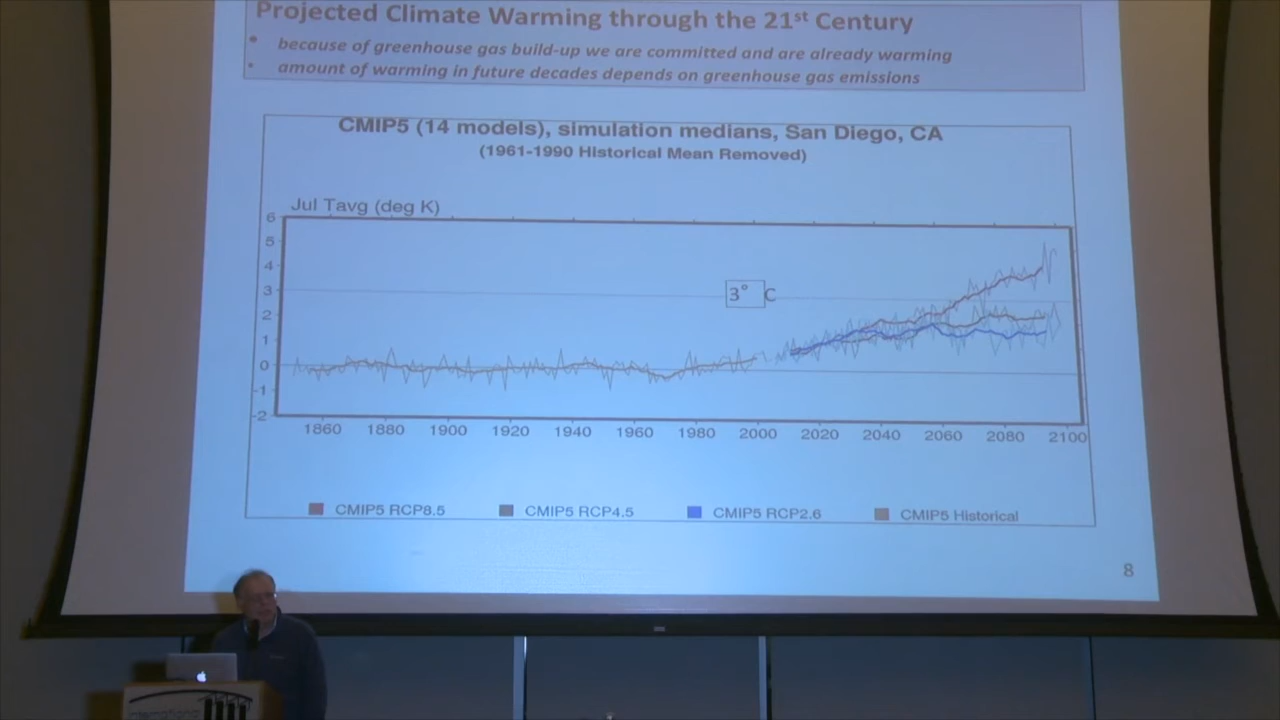 Projected Climate Warming through the 21st Century
• because of greenhouse gas build-up we are committed and are already warming
• amount of warming in future decades depends on greenhouse gas emissions
CMIP5 (14 models), simulation medians, San Diego, CA
(1961-1990 Historical Mean Removed)
Jul Tavg (deg K)
6
5
4
3
2
1
0
-1
-2
3° C
1860 1880 1900 1920 1940 1960 1980 2000 2020 2040 2060 2080 2100
CMIP5 RCP8.5 CMIP5 RCP4.5 CMIP5 RCP2.6 CMIP5 Historical
8
international